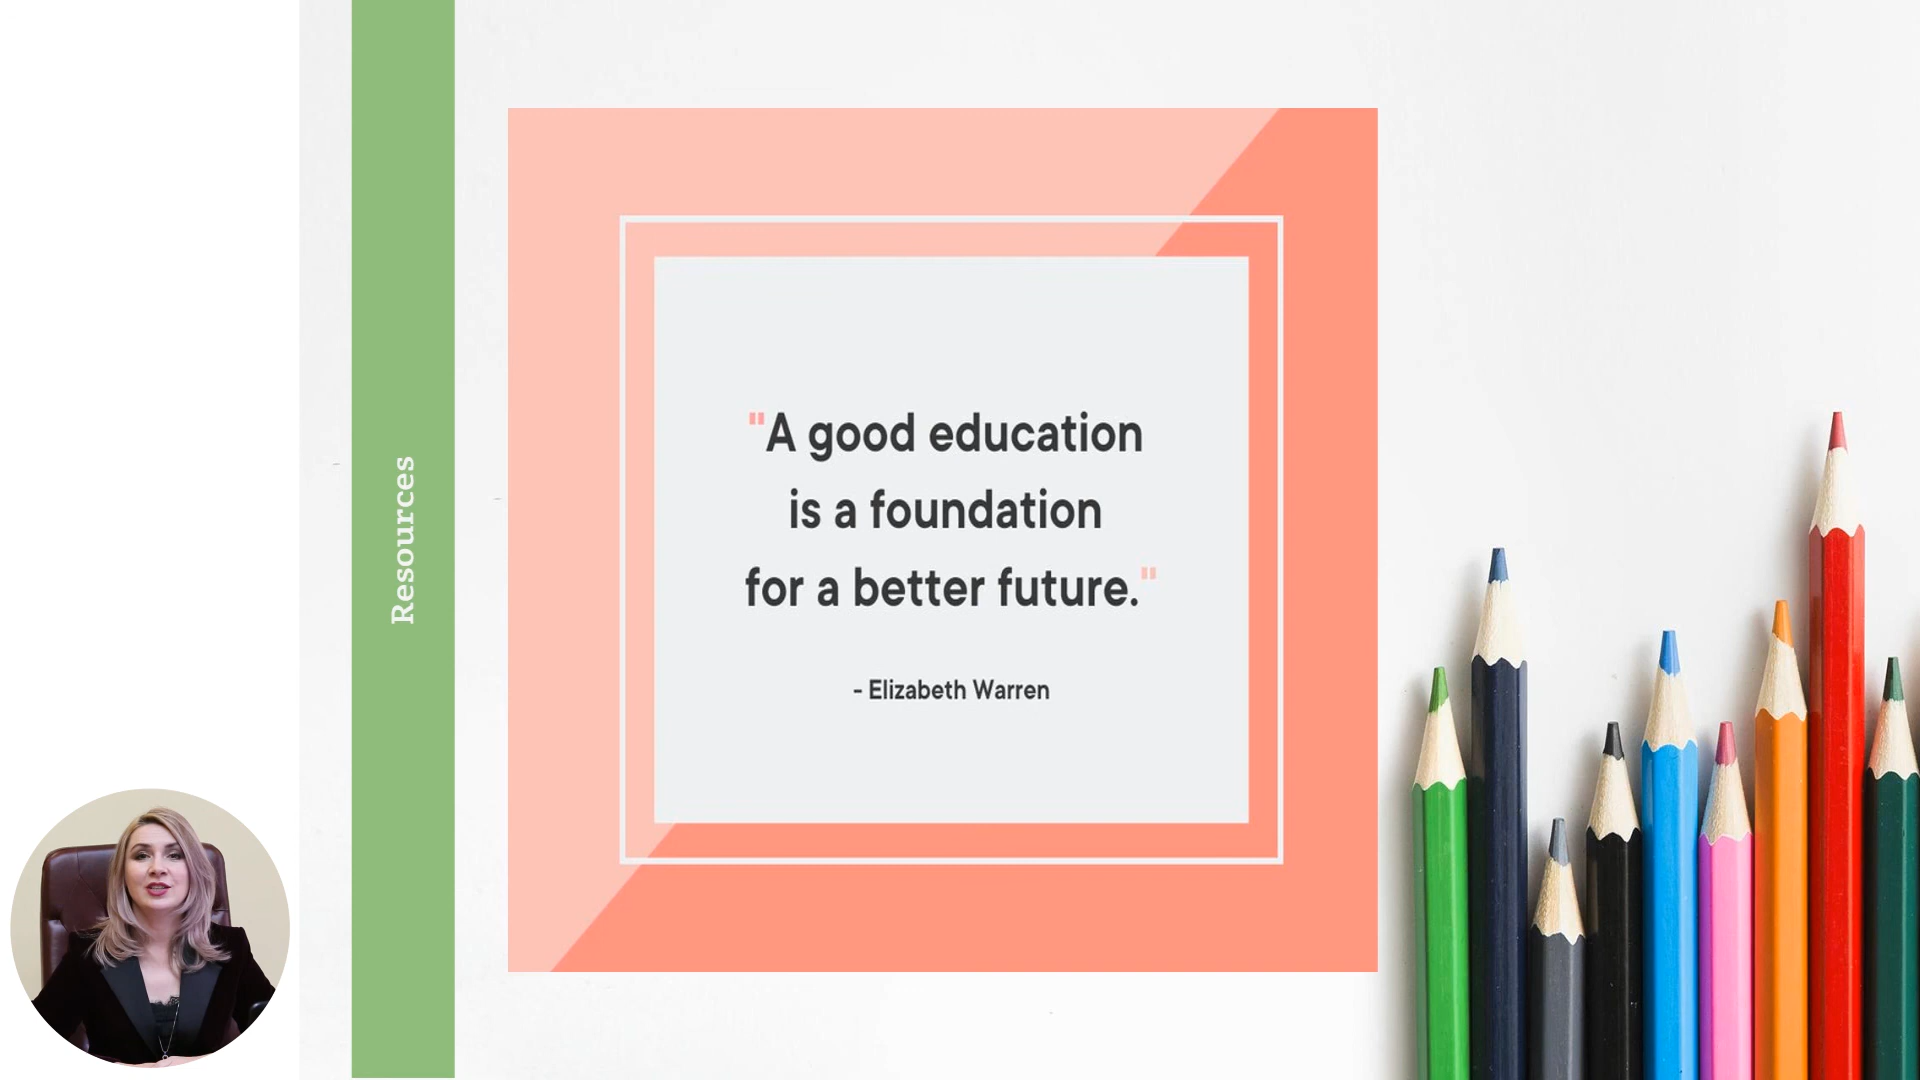 Resources
"A good education
is a foundation
for a better future."
- Elizabeth Warren